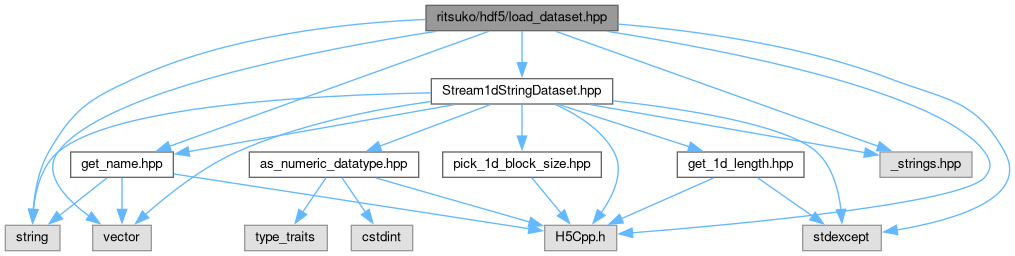 ritsuko/hdf5/load_dataset.hpp
Stream1dStringDataset.hpp
get_name.hpp
as_numeric_datatype.hpp
pick_1d_block_size.hpp
get_1d_length.hpp
_strings.hpp
string
vector
type_traits
cstdint
H5Cpp.h
stdexcept